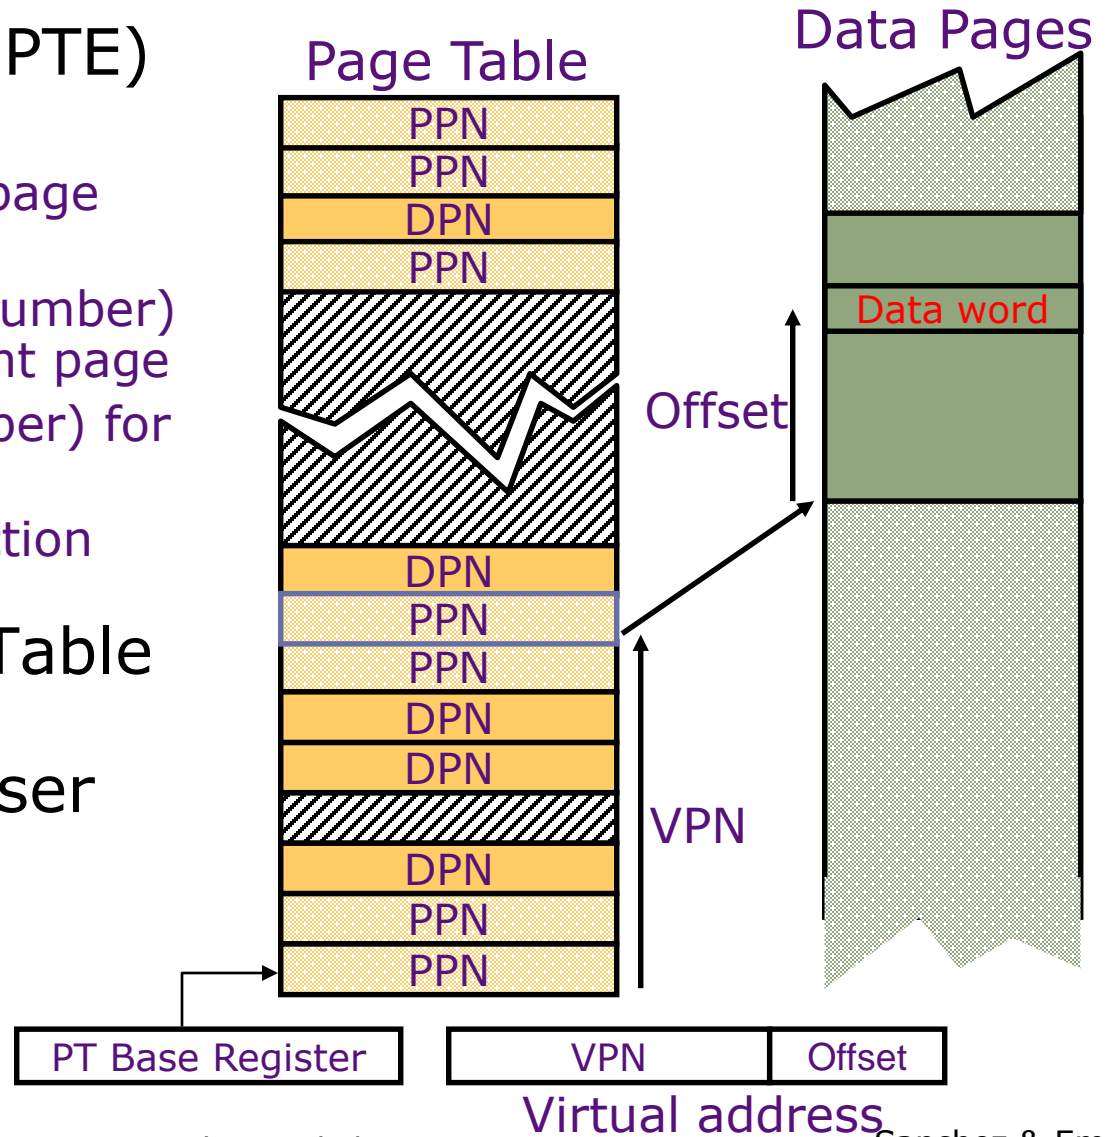 PTE)
page
umber)
nt page
ber) for
ction
Table
ser
Page Table
PPN
PPN
DPN
PPN
DPN
PPN
PPN
DPN
DPN
DPN
PPN
PPN
VPN
Data Pages
Data word
Offset
PT Base Register
VPN
Offset
Virtual address